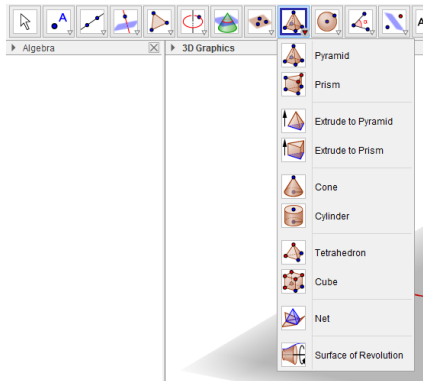 A
A
Algebra
3D Graphics
Pyramid
Prism
Extrude to Pyramid
Extrude to Prism
Cone
Cylinder
Tetrahedron
Cube
Net
Surface of Revolution